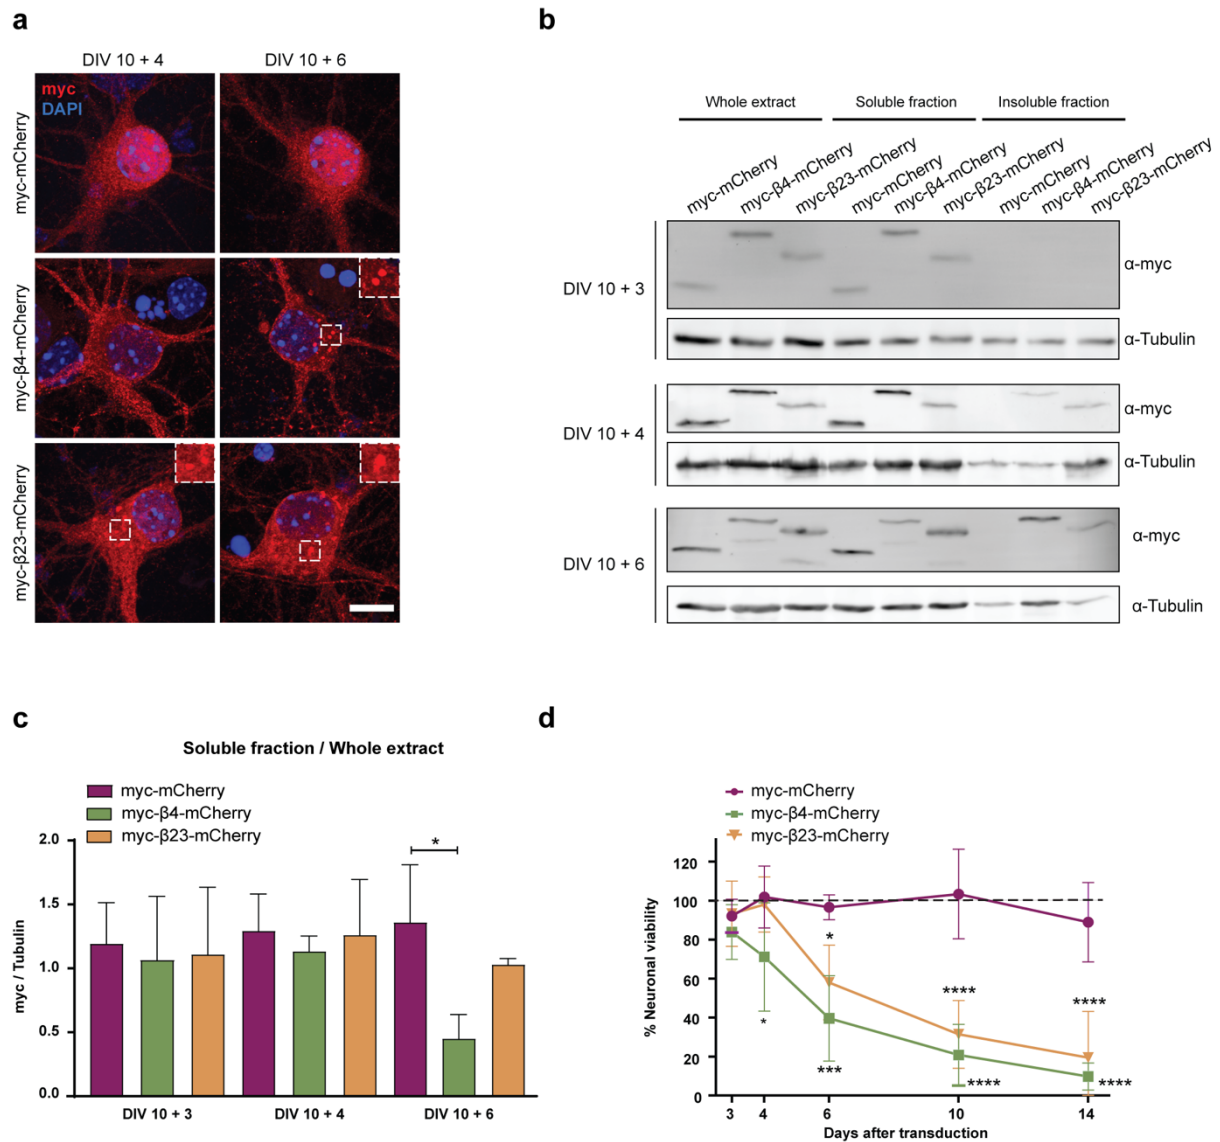 a
DIV 10 + 4
DIV 10 + 6
myc
DAPI
myc-mCherry
myc-β4-mCherry
myc-β23-mCherry
b
Whole extract
Soluble fraction
Insoluble fraction
myc-mCherry
myc-β4-mCherry
myc-β23-mCherry
myc-mCherry
myc-β4-mCherry
myc-β23-mCherry
myc-mCherry
myc-β4-mCherry
myc-β23-mCherry
DIV 10 + 3
α-myc
α-Tubulin
DIV 10 + 4
α-myc
α-Tubulin
DIV 10 + 6
α-myc
α-Tubulin
c
Soluble fraction / Whole extract
myc-mCherry
myc-β4-mCherry
myc-β23-mCherry
myc / Tubulin
2.0
1.5
1.0
0.5
0.0
*
DIV 10 + 3
DIV 10 + 4
DIV 10 + 6
d
myc-mCherry
myc-β4-mCherry
myc-β23-mCherry
% Neuronal viability
120
100
80
60
40
20
0
*
*
***
****
****
****
****
3
4
6
10
14
Days after transduction